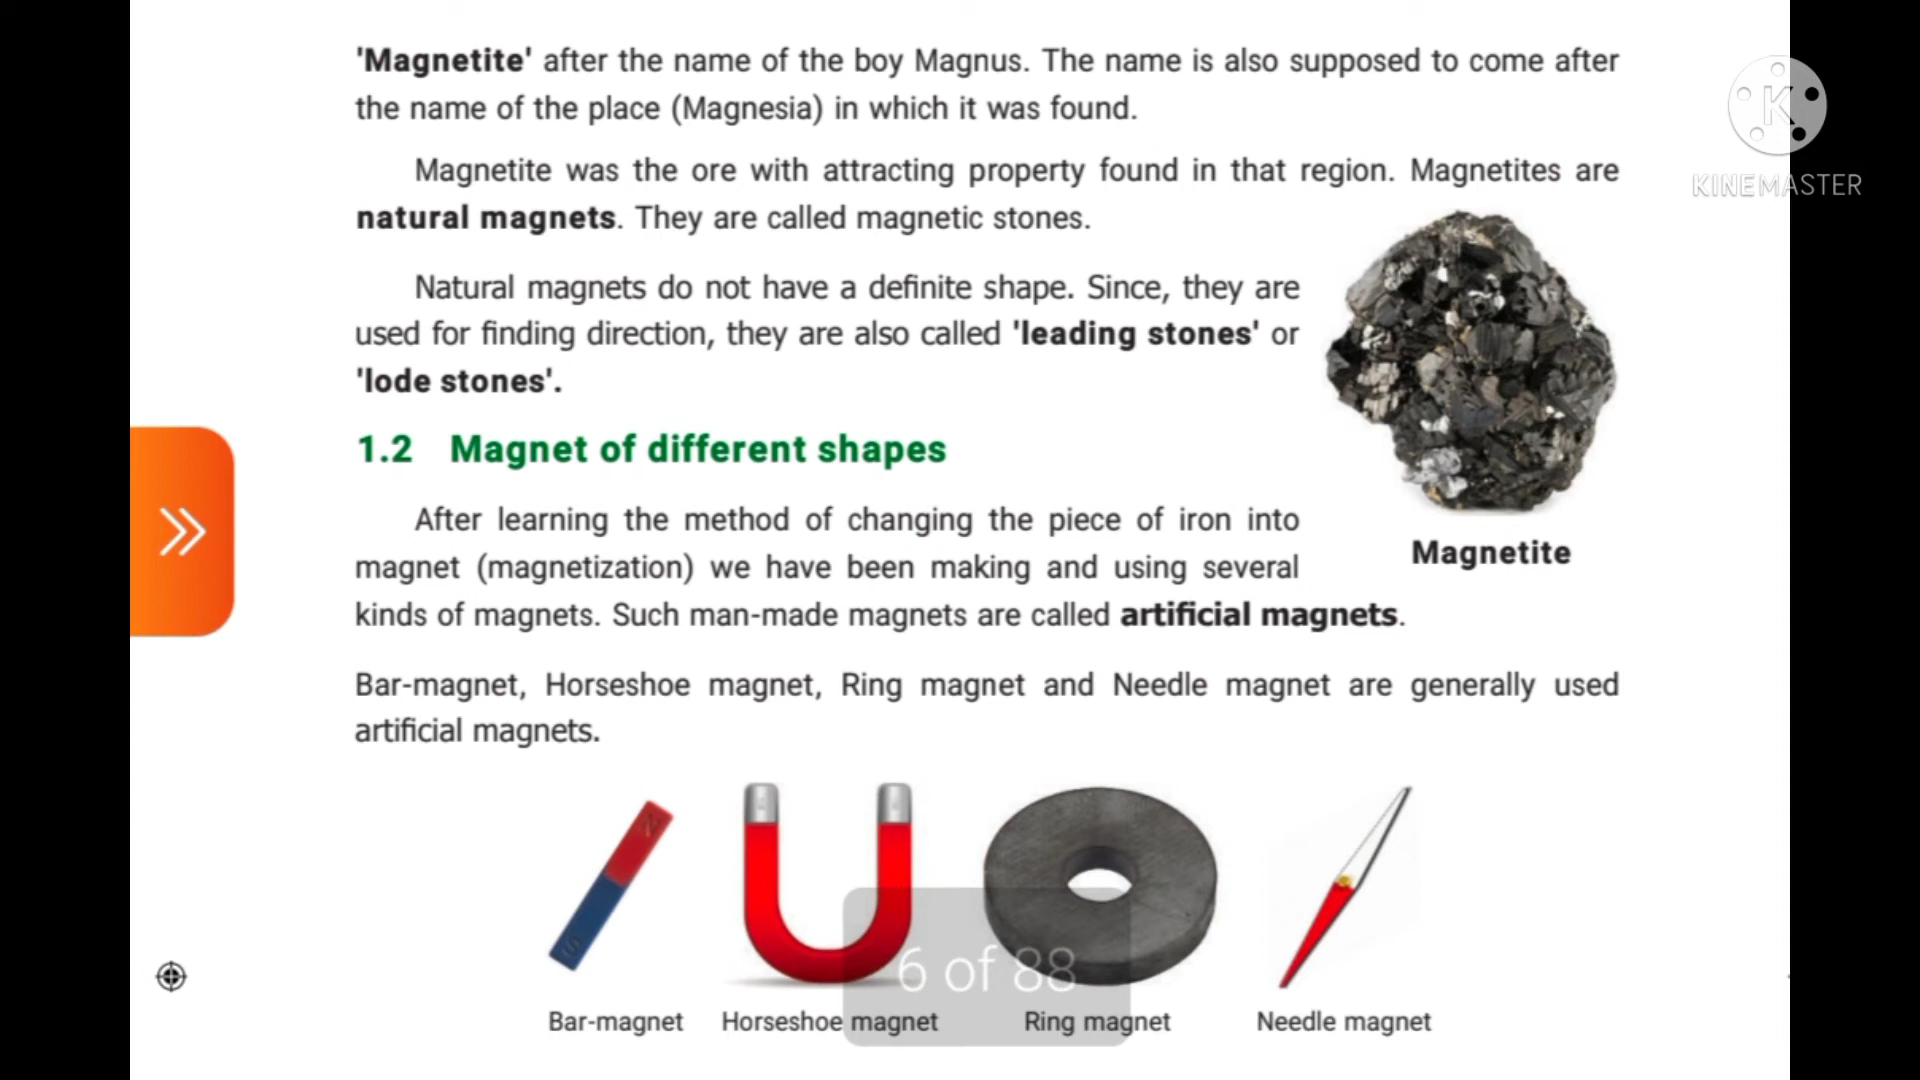 'Magnetite' after the name of the boy Magnus. The name is also supposed to come after
the name of the place (Magnesia) in which it was found.
Magnetite was the ore with attracting property found in that region. Magnetites are
natural magnets. They are called magnetic stones.
Natural magnets do not have a definite shape. Since, they are
used for finding direction, they are also called 'leading stones' or
'lode stones'.
1.2 Magnet of different shapes
After learning the method of changing the piece of iron into
magnet (magnetization) we have been making and using several
kinds of magnets. Such man-made magnets are called artificial magnets.
Magnetite
Bar-magnet, Horseshoe magnet, Ring magnet and Needle magnet are generally used
artificial magnets.
N
S
6 of 88
Bar-magnet Horseshoe magnet Ring magnet Needle magnet
K
KINEMASTER